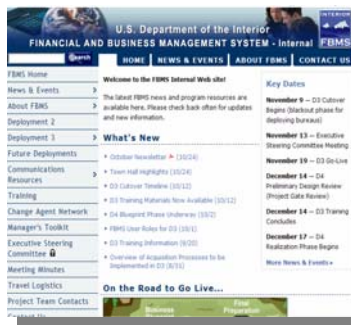 U.S. Department of the Interior
FINANCIAL AND BUSINESS MANAGEMENT SYSTEM - Internal
INTERIOR
FBMS
Search
HOME
NEWS & EVENTS
ABOUT FBMS
CONTACT US
FBMS Home
News & Events
About FBMS
Deployment 2
Deployment 3
Future Deployments
Communications
Resources
Training
Change Agent Network
Manager's Toolkit
Executive Steering
Committee
Meeting Minutes
Travel Logistics
Project Team Contacts
Contact Us
Welcome to the FBMS Internal Web site!
The latest FBMS news and program resources are
available here. Please check back often for updates
and new information.
What's New
October Newsletter (10/24)
Town Hall Highlights (10/24)
D3 Cutover Timeline (10/12)
D3 Training Materials Now Available (10/12)
D4 Blueprint Phase Underway (10/2)
FBMS User Roles for D3 (10/1)
D3 Training Information (9/20)
Overview of Acquisition Processes to be
Implemented in D3 (8/31)
On the Road to Go Live...
Business
Final
Preparation
Key Dates
November 9 — D3 Cutover
Begins (blackout phase for
deploying bureaus)
November 13 — Executive
Steering Committee Meeting
November 19 — D3 Go-Live
December 14 — D4
Preliminary Design Review
(Project Gate Review)
December 14 — D3 Training
Concludes
December 17 — D4
Realization Phase Begins
More News & Events »